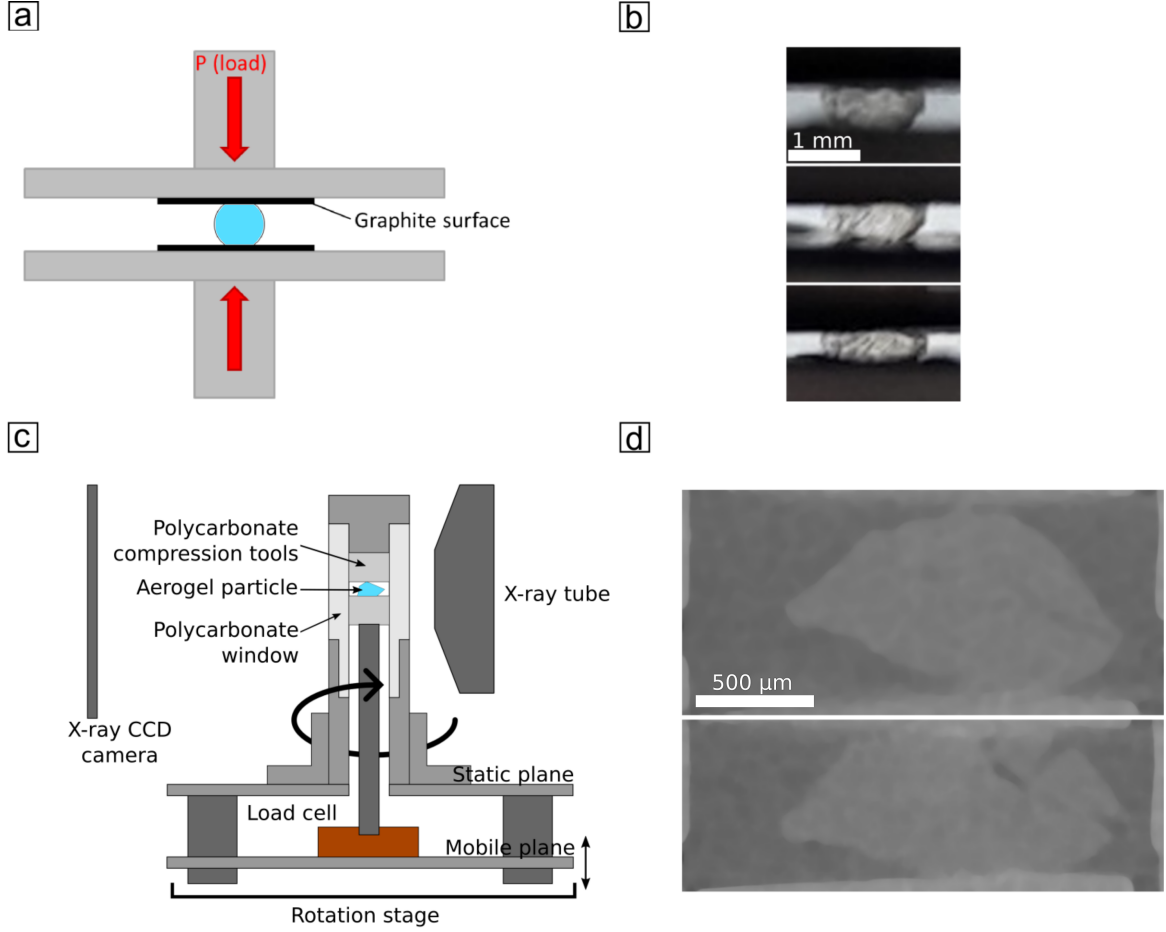 a
P (load)
Graphite surface
b
1 mm
c
Polycarbonate
compression tools
Aerogel particle
Polycarbonate
window
X-ray tube
X-ray CCD
camera
Static plane
Load cell
Mobile plane
Rotation stage
d
500 µm